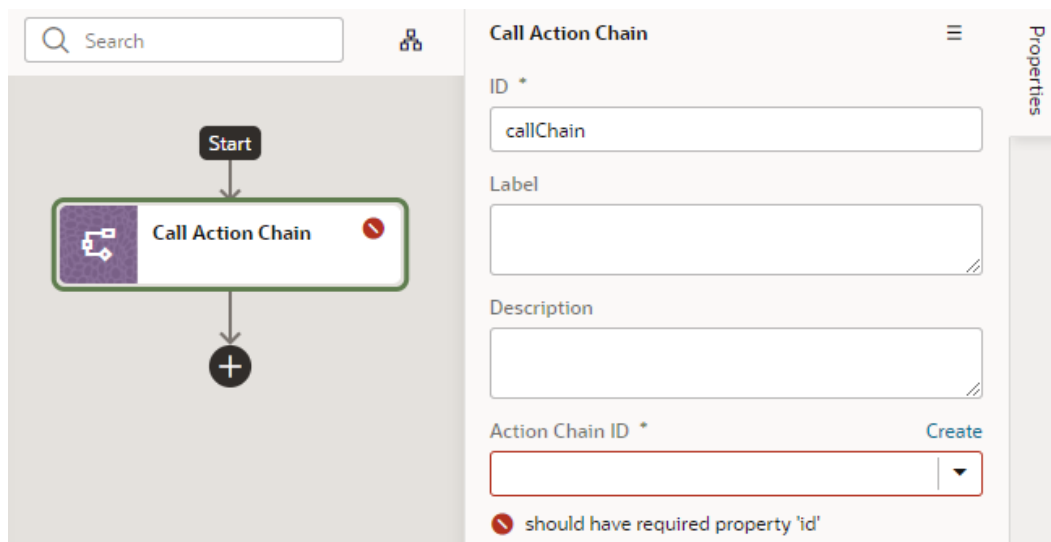 Search
Start
Call Action Chain
Call Action Chain
ID *
callChain
Label
Description
Action Chain ID *
Create
should have required property 'id'
Properties